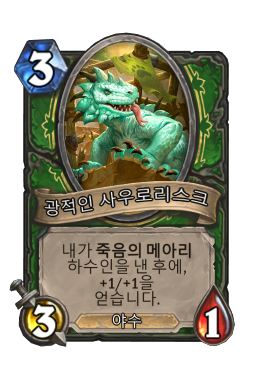 3
광적인 사우로리스크
내가 죽음의 메아리
하수인을 낸 후에,
+1/+1을
얻습니다.
3
야수
1